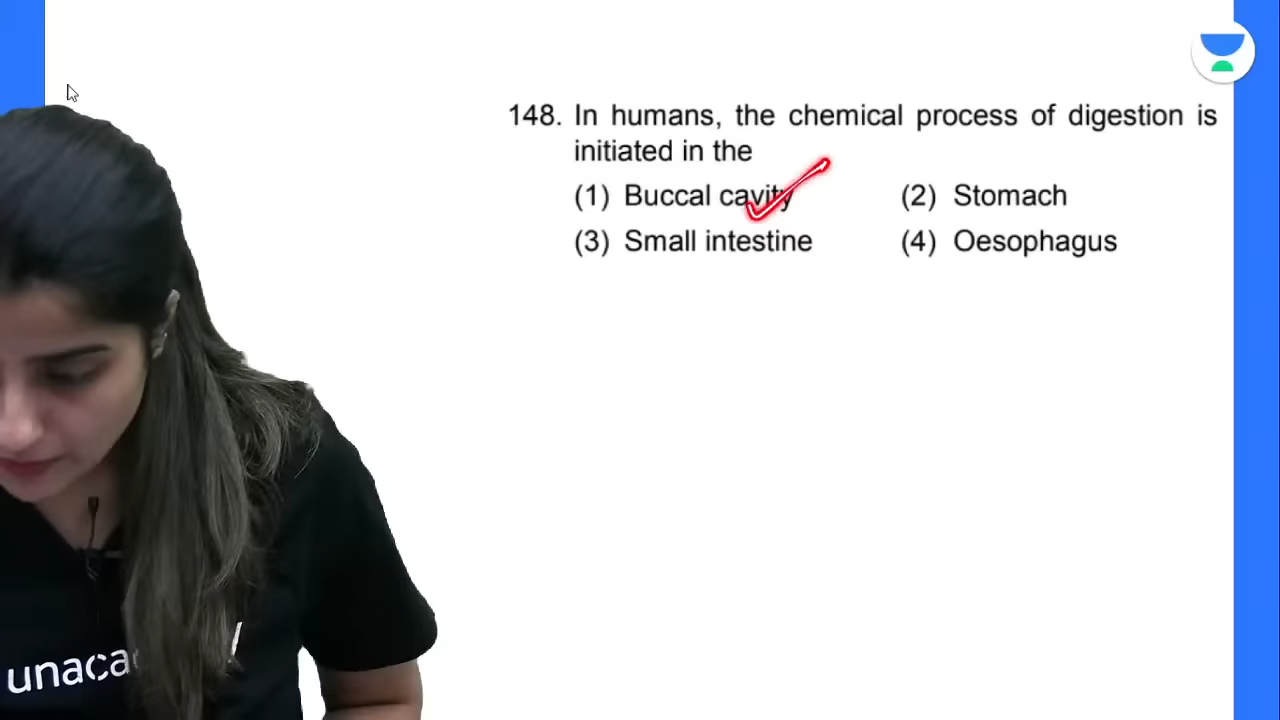 148. In humans, the chemical process of digestion is
initiated in the
(1) Buccal cavity (2) Stomach
(3) Small intestine (4) Oesophagus
unaca